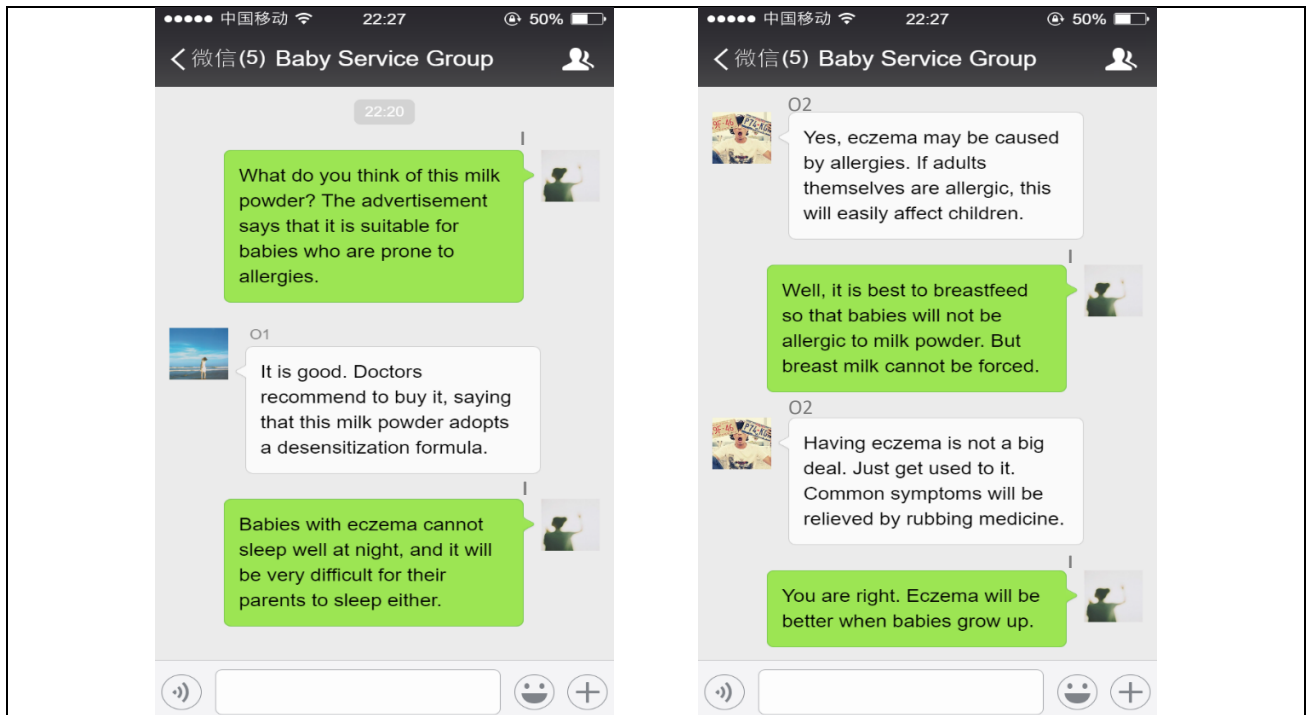 中国移动 22:27 50%
微信(5) Baby Service Group
22:20
I
What do you think of this milk
powder? The advertisement
says that it is suitable for
babies who are prone to
allergies.
O1
It is good. Doctors
recommend to buy it, saying
that this milk powder adopts
a desensitization formula.
I
Babies with eczema cannot
sleep well at night, and it will
be very difficult for their
parents to sleep either.
中国移动 22:27 50%
微信(5) Baby Service Group
O2
Yes, eczema may be caused
by allergies. If adults
themselves are allergic, this
will easily affect children.
I
Well, it is best to breastfeed
so that babies will not be
allergic to milk powder. But
breast milk cannot be forced.
O2
Having eczema is not a big
deal. Just get used to it.
Common symptoms will be
relieved by rubbing medicine.
I
You are right. Eczema will be
better when babies grow up.